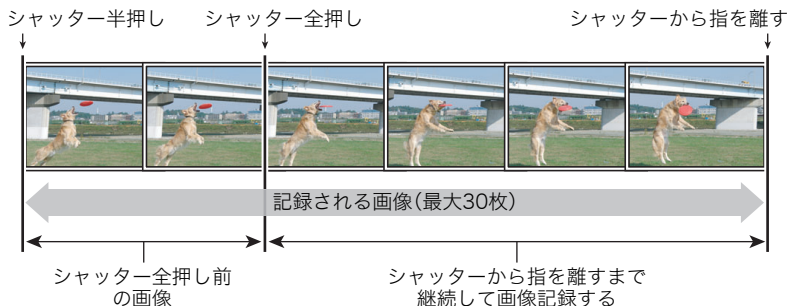 シャッター半押し
シャッター全押し
シャッターから指を離す
記録される画像(最大30枚)
シャッター全押し前
の画像
シャッターから指を離すまで
継続して画像記録する